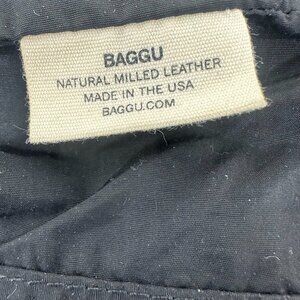 BAGGU
NATURAL MILLED LEATHER
MADE IN THE USA
BAGGU.COM